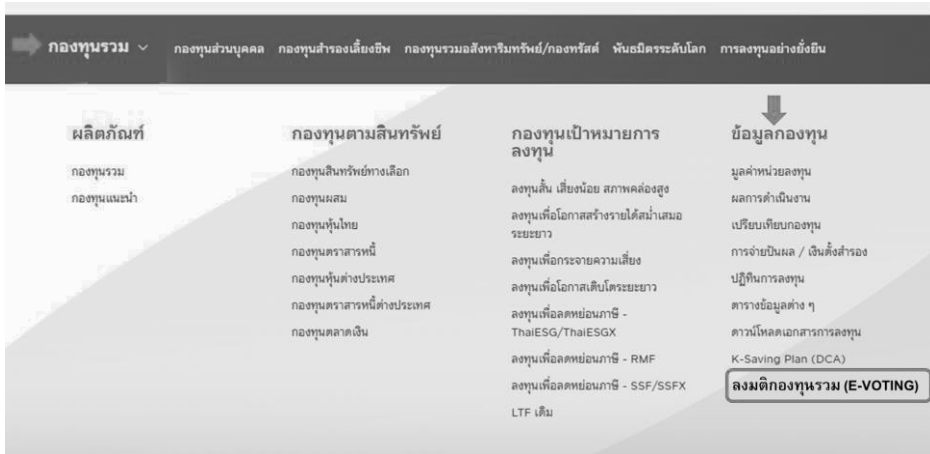 กองทุนรวม
กองทุนส่วนบุคคล
กองทุนสำรองเลี้ยงชีพ
กองทุนรวมอสังหาริมทรัพย์/กองทรัสต์
พันธมิตรระดับโลก
การลงทุนอย่างยั่งยืน
ผลิตภัณฑ์
กองทุนรวม
กองทุนแนะนำ
กองทุนตามสินทรัพย์
กองทุนสินทรัพย์ทางเลือก
กองทุนผสม
กองทุนหุ้นไทย
กองทุนตราสารหนี้
กองทุนหุ้นต่างประเทศ
กองทุนตราสารหนี้ต่างประเทศ
กองทุนตลาดเงิน
กองทุนเป้าหมายการ
ลงทุน
ลงทุนสั้น เสี่ยงน้อย สภาพคล่องสูง
ลงทุนเพื่อโอกาสสร้างรายได้สม่ำเสมอ
ระยะยาว
ลงทุนเพื่อกระจายความเสี่ยง
ลงทุนเพื่อโอกาสเติบโตระยะยาว
ลงทุนเพื่อลดหย่อนภาษี -
ThaiESG/ThaiESGX
ลงทุนเพื่อลดหย่อนภาษี - RMF
ลงทุนเพื่อลดหย่อนภาษี - SSF/SSFX
LTF เดิม
ข้อมูลกองทุน
มูลค่าหน่วยลงทุน
ผลการดำเนินงาน
เปรียบเทียบกองทุน
การจ่ายปันผล / เงินตั้งสำรอง
ปฏิทินการลงทุน
ตารางข้อมูลต่าง ๆ
ดาวน์โหลดเอกสารการลงทุน
K-Saving Plan (DCA)
ลงมติกองทุนรวม (E-VOTING)